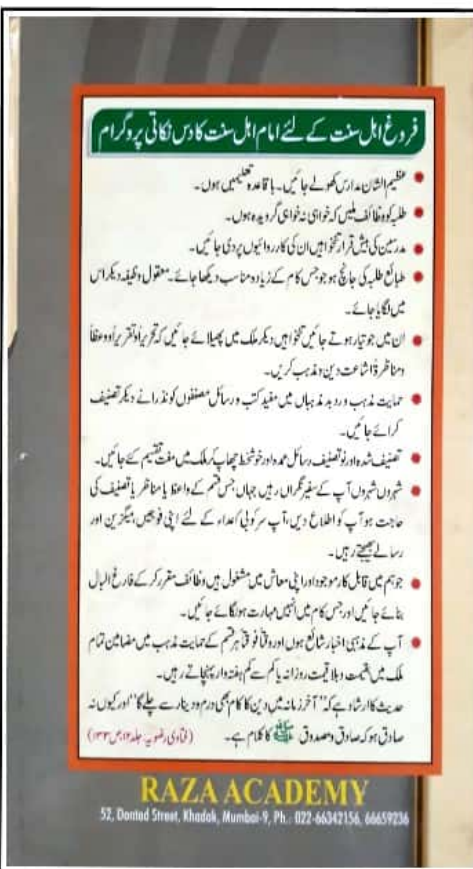 فروغ اہل سنت کے لئے امام اہل سنت کا دس نکاتی پروگرام
● عظیم الشان مدارس کھولے جائیں۔ باقاعدہ تعلیمیں ہوں۔
● طلبہ کو وظائف ملیں کہ خواہی نہ خواہی گرویدہ ہوں۔
● مدرسین کی بیش قرار تنخواہیں ان کی کارروائیوں پر دی جائیں۔
● طبائع طلبہ کی جانچ ہو جو جس کام کے زیادہ مناسب دیکھا جائے۔ معقول وظیفہ دیکر اس
میں لگایا جائے۔
● ان میں جو تیار ہوتے جائیں تنخواہیں دیکر ملک میں پھیلائے جائیں کہ تحریراً و تقریراً و وعظاً
و مناظرۃً اشاعت دین و مذہب کریں۔
● حمایت مذہب و رد بدمذہباں میں مفید کتب و رسائل مصنفوں کو نذرانے دیکر تصنیف
کرائے جائیں۔
● تصنیف شدہ اور نو تصنیف رسائل عمدہ اور خوشخط چھاپ کر ملک میں مفت تقسیم کئے جائیں۔
● شہروں شہروں آپ کے سفیر نگراں رہیں جہاں جس قسم کے واعظ یا مناظر یا تصنیف کی
حاجت ہو آپ کو اطلاع دیں، آپ سرکوبی اعداء کے لئے اپنی فوجیں، میگزین اور
رسالے بھیجتے رہیں۔
● جو ہم میں قابل کار موجود اور اپنی معاش میں مشغول ہیں وظائف مقرر کر کے فارغ البال
بنائے جائیں اور جس کام میں انہیں مہارت ہو لگائے جائیں۔
● آپ کے مذہبی اخبار شائع ہوں اور وقتاً فوقتاً ہر قسم کے حمایت مذہب میں مضامین تمام
ملک میں بقیمت و بلا قیمت روزانہ یا کم سے کم ہفتہ وار پہنچاتے رہیں۔
حدیث کا ارشاد ہے کہ "آخر زمانہ میں دین کا کام بھی درم و دینار سے چلے گا" اور کیوں نہ
صادق ہو کہ صادق و مصدوق ﷺ کا کلام ہے۔ (فتاویٰ رضویہ جلد ۱۲، ص ۱۳۳)
RAZA ACADEMY
52, Dontad Street, Khadak, Mumbai-9, Ph.: 022-66342156, 66659236